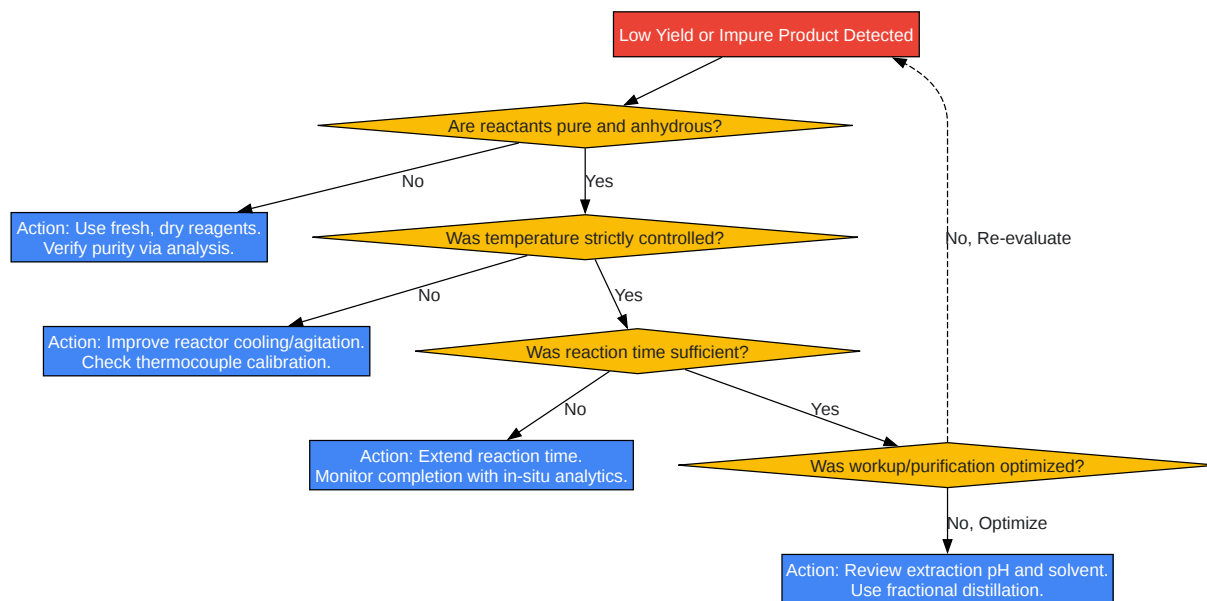 Low Yield or Impure Product Detected
Are reactants pure and anhydrous?
No
Yes
Action: Use fresh, dry reagents.
Verify purity via analysis.
Was temperature strictly controlled?
No, Re-evaluate
No
Yes
Action: Improve reactor cooling/agitation.
Check thermocouple calibration.
Was reaction time sufficient?
No
Yes
Action: Extend reaction time.
Monitor completion with in-situ analytics.
Was workup/purification optimized?
No, Optimize
Action: Review extraction pH and solvent.
Use fractional distillation.